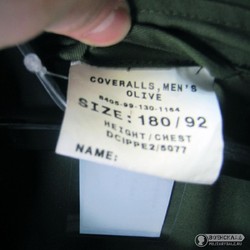 COVERALLS, MEN'S
OLIVE
8405-99-130-1164
SIZE: 180/92
HEIGHT/CHEST
DCIPPE2/5077
NAME: